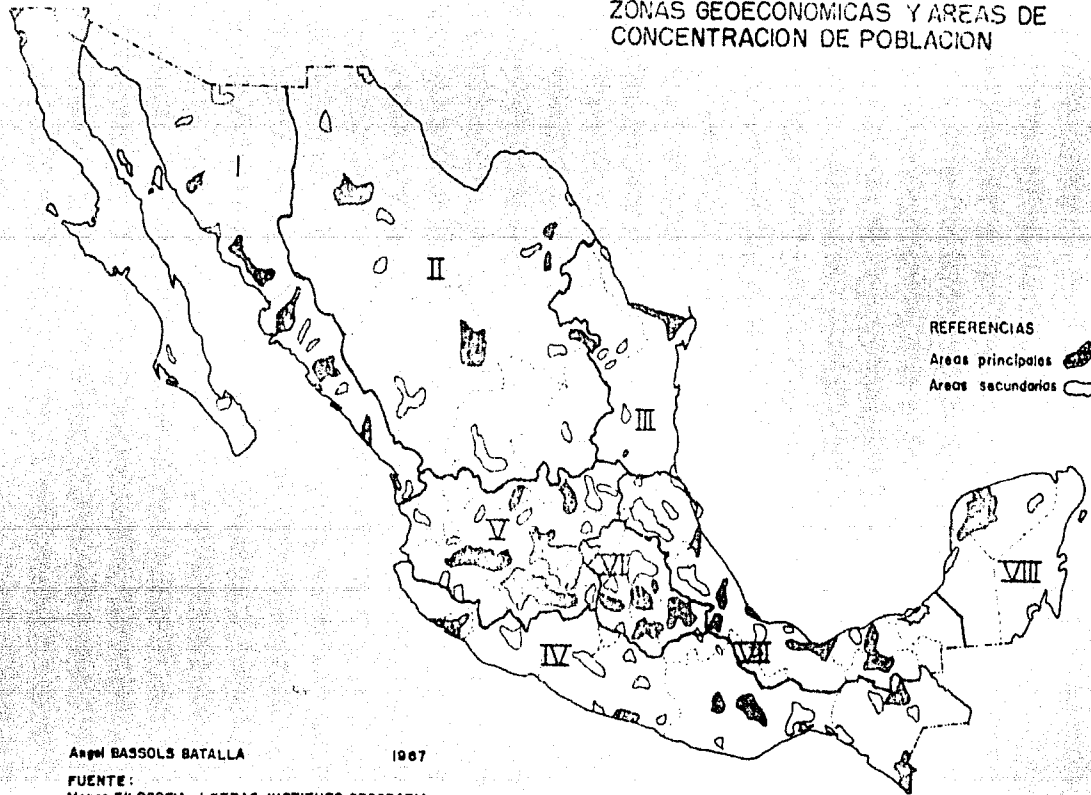 ZONAS GEOECONOMICAS Y AREAS DE
CONCENTRACION DE POBLACION
I
II
REFERENCIAS
Areas principales
Areas secundarias
III
V
VI
VIII
IV
VII
Angel BASSOLS BATALLA 1967
FUENTE: